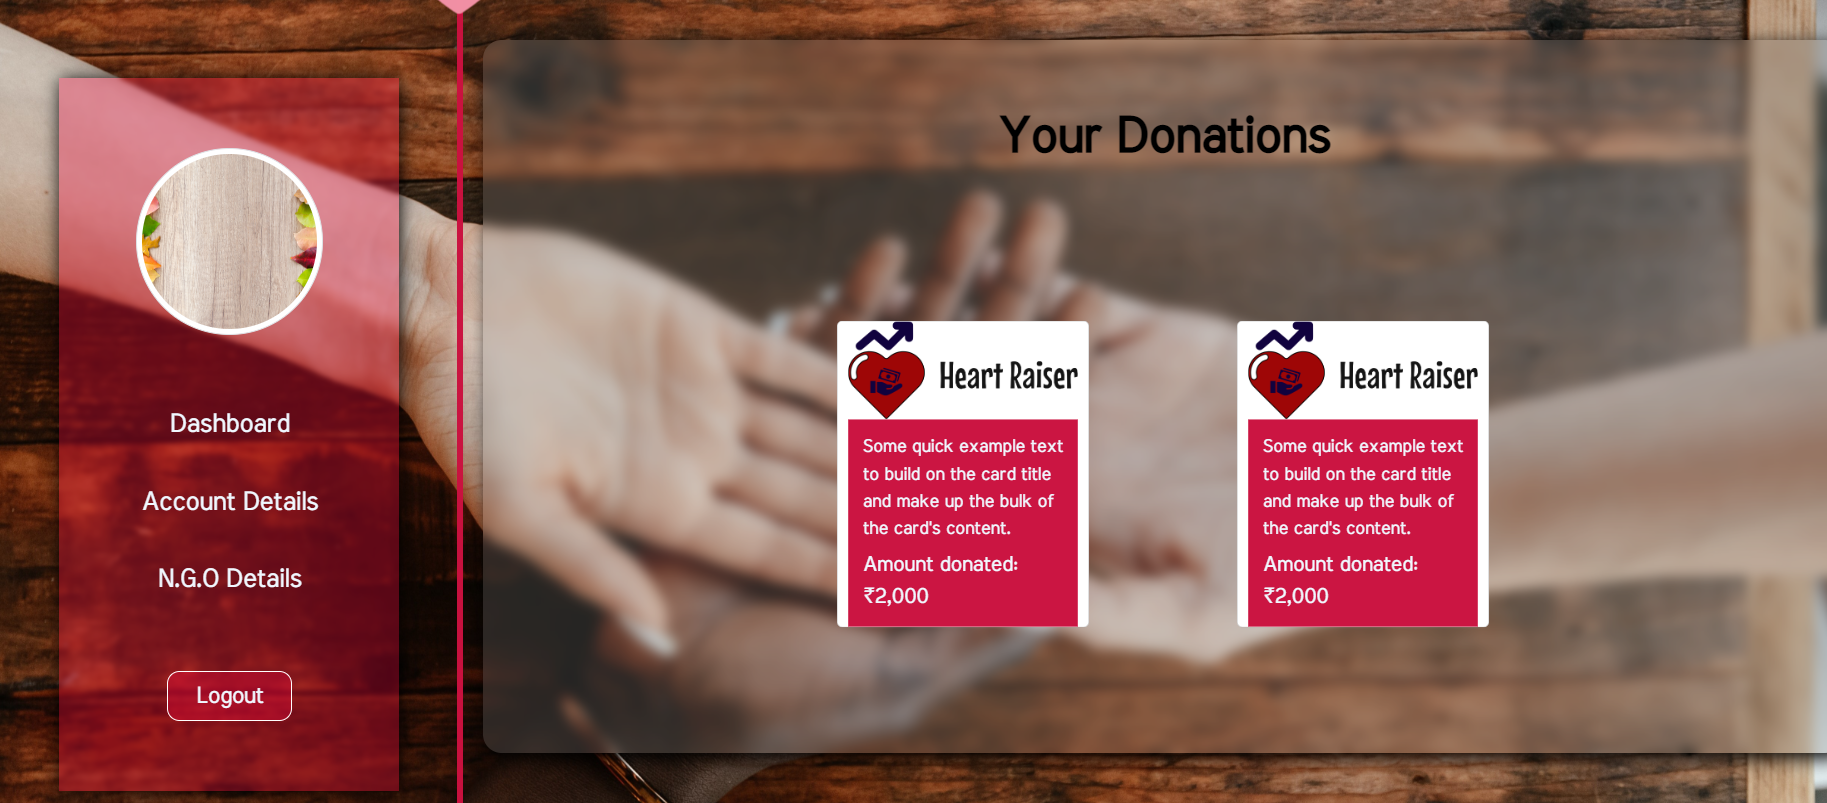 Your Donations
Dashboard
Account Details
N.G.O Details
Logout
Heart Raiser
Some quick example text
to build on the card title
and make up the bulk of
the card's content.
Amount donated:
₹2,000
Heart Raiser
Some quick example text
to build on the card title
and make up the bulk of
the card's content.
Amount donated:
₹2,000